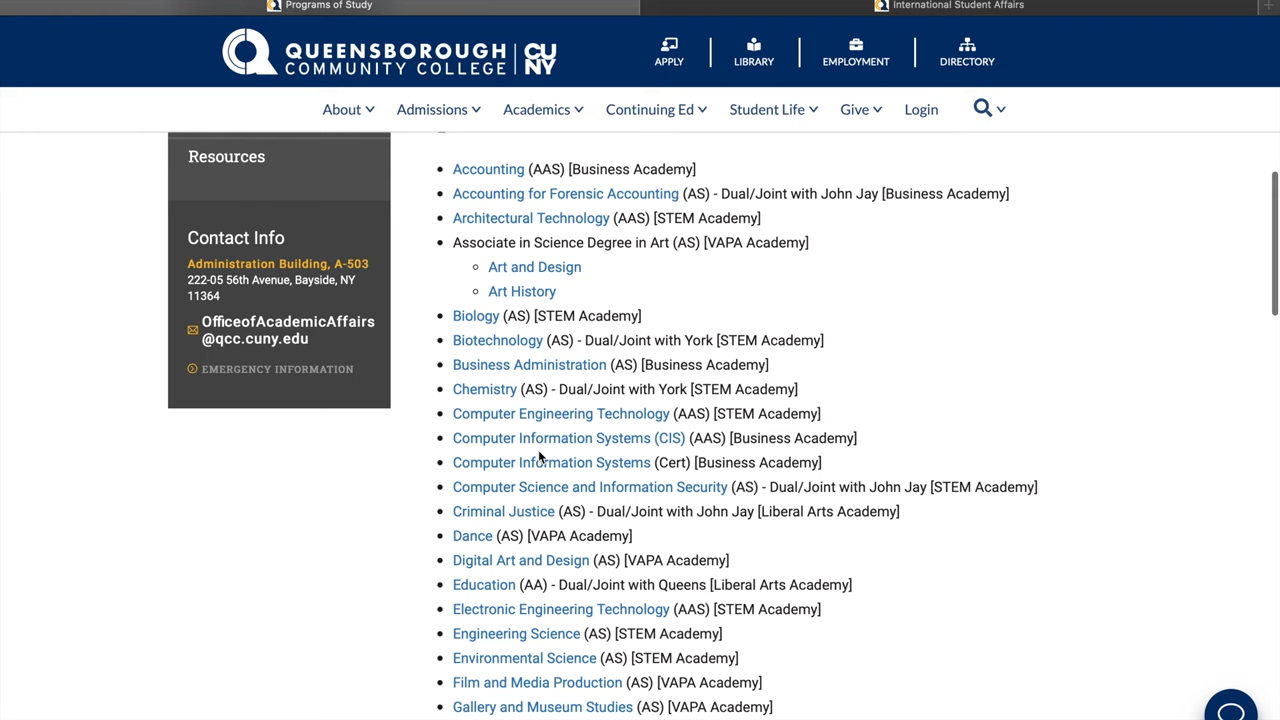 Programs of Study
International Student Affairs
QUEENSBOROUGH
COMMUNITY COLLEGE
CU
NY
APPLY
LIBRARY
EMPLOYMENT
DIRECTORY
About
Admissions
Academics
Continuing Ed
Student Life
Give
Login
Resources
Contact Info
Administration Building, A-503
222-05 56th Avenue, Bayside, NY
11364
OfficeofAcademicAffairs
@qcc.cuny.edu
EMERGENCY INFORMATION
Accounting (AAS) [Business Academy]
Accounting for Forensic Accounting (AS) - Dual/Joint with John Jay [Business Academy]
Architectural Technology (AAS) [STEM Academy]
Associate in Science Degree in Art (AS) [VAPA Academy]
Art and Design
Art History
Biology (AS) [STEM Academy]
Biotechnology (AS) - Dual/Joint with York [STEM Academy]
Business Administration (AS) [Business Academy]
Chemistry (AS) - Dual/Joint with York [STEM Academy]
Computer Engineering Technology (AAS) [STEM Academy]
Computer Information Systems (CIS) (AAS) [Business Academy]
Computer Information Systems (Cert) [Business Academy]
Computer Science and Information Security (AS) - Dual/Joint with John Jay [STEM Academy]
Criminal Justice (AS) - Dual/Joint with John Jay [Liberal Arts Academy]
Dance (AS) [VAPA Academy]
Digital Art and Design (AS) [VAPA Academy]
Education (AA) - Dual/Joint with Queens [Liberal Arts Academy]
Electronic Engineering Technology (AAS) [STEM Academy]
Engineering Science (AS) [STEM Academy]
Environmental Science (AS) [STEM Academy]
Film and Media Production (AS) [VAPA Academy]
Gallery and Museum Studies (AS) [VAPA Academy]